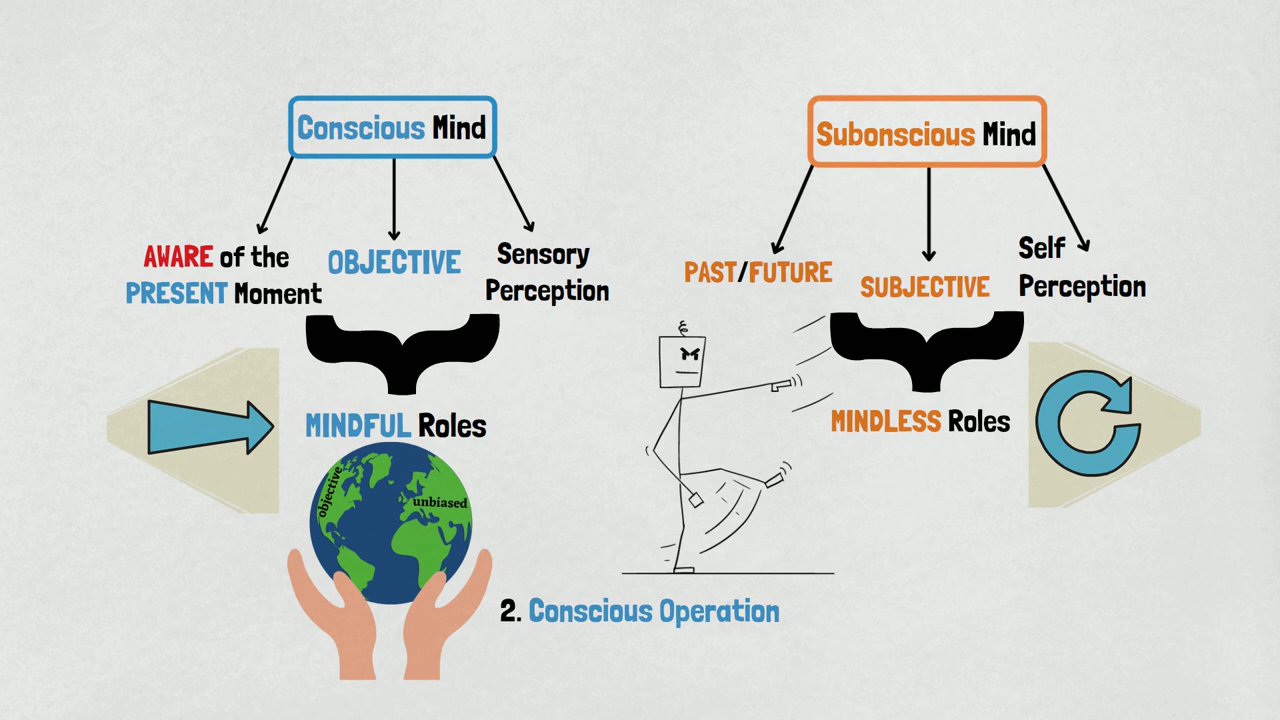 Conscious Mind
AWARE of the
PRESENT Moment
OBJECTIVE
Sensory
Perception
MINDFUL Roles
objective
unbiased
Subonscious Mind
PAST/FUTURE
SUBJECTIVE
Self
Perception
MINDLESS Roles
2. Conscious Operation